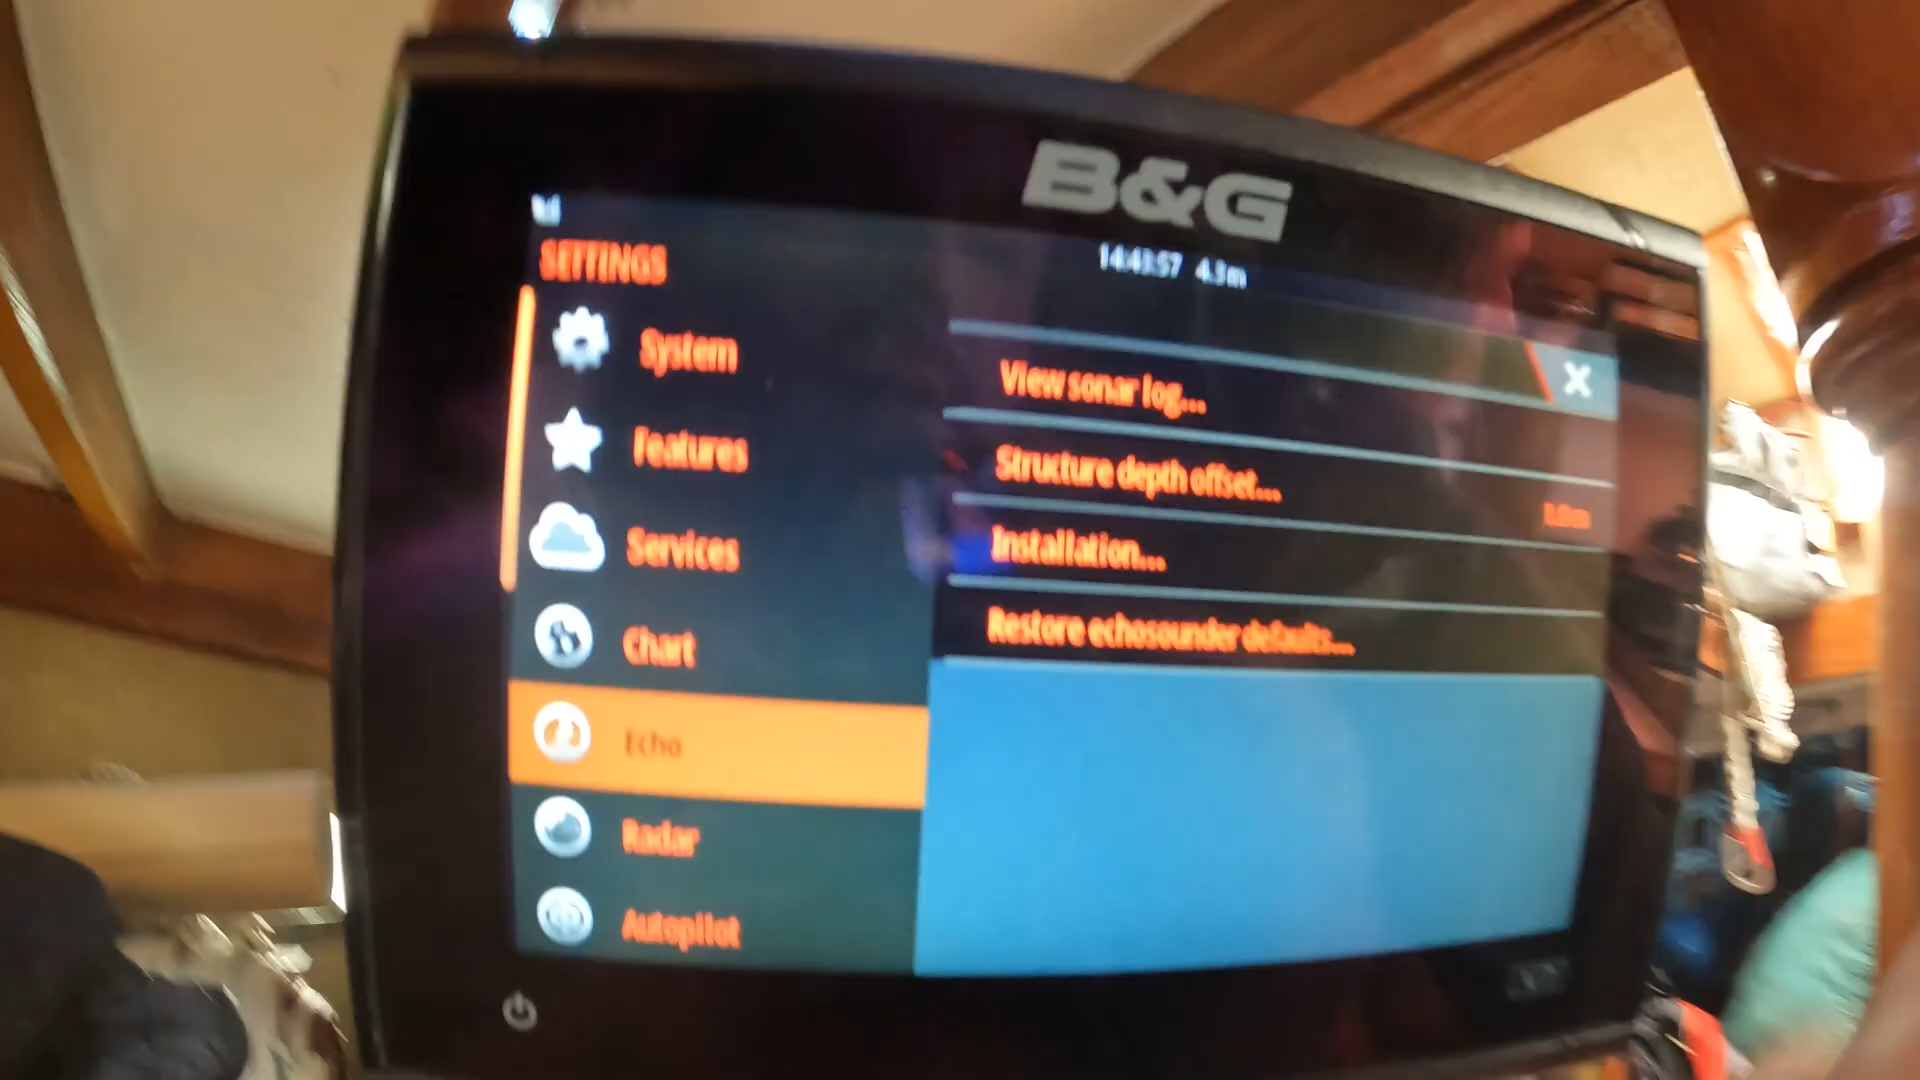 B&G
14:43:57 4.3m
SETTINGS
System
Features
Services
Chart
Echo
Radar
Autopilot
View sonar log...
Structure depth offset...
Installation...
Restore echosounder defaults...